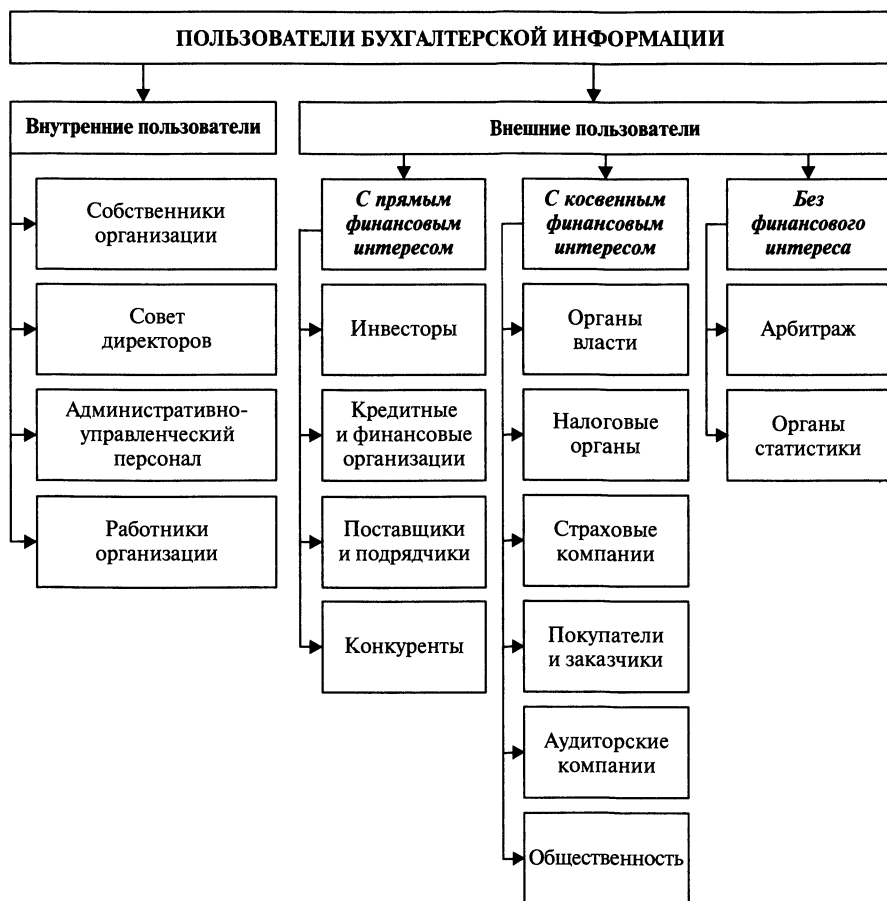 ПОЛЬЗОВАТЕЛИ БУХГАЛТЕРСКОЙ ИНФОРМАЦИИ
Внутренние пользователи
Собственники
организации
Совет
директоров
Административно-
управленческий
персонал
Работники
организации
Внешние пользователи
С прямым
финансовым
интересом
Инвесторы
Кредитные
и финансовые
организации
Поставщики
и подрядчики
Конкуренты
С косвенным
финансовым
интересом
Органы
власти
Налоговые
органы
Страховые
компании
Покупатели
и заказчики
Аудиторские
компании
Общественность
Без
финансового
интереса
Арбитраж
Органы
статистики